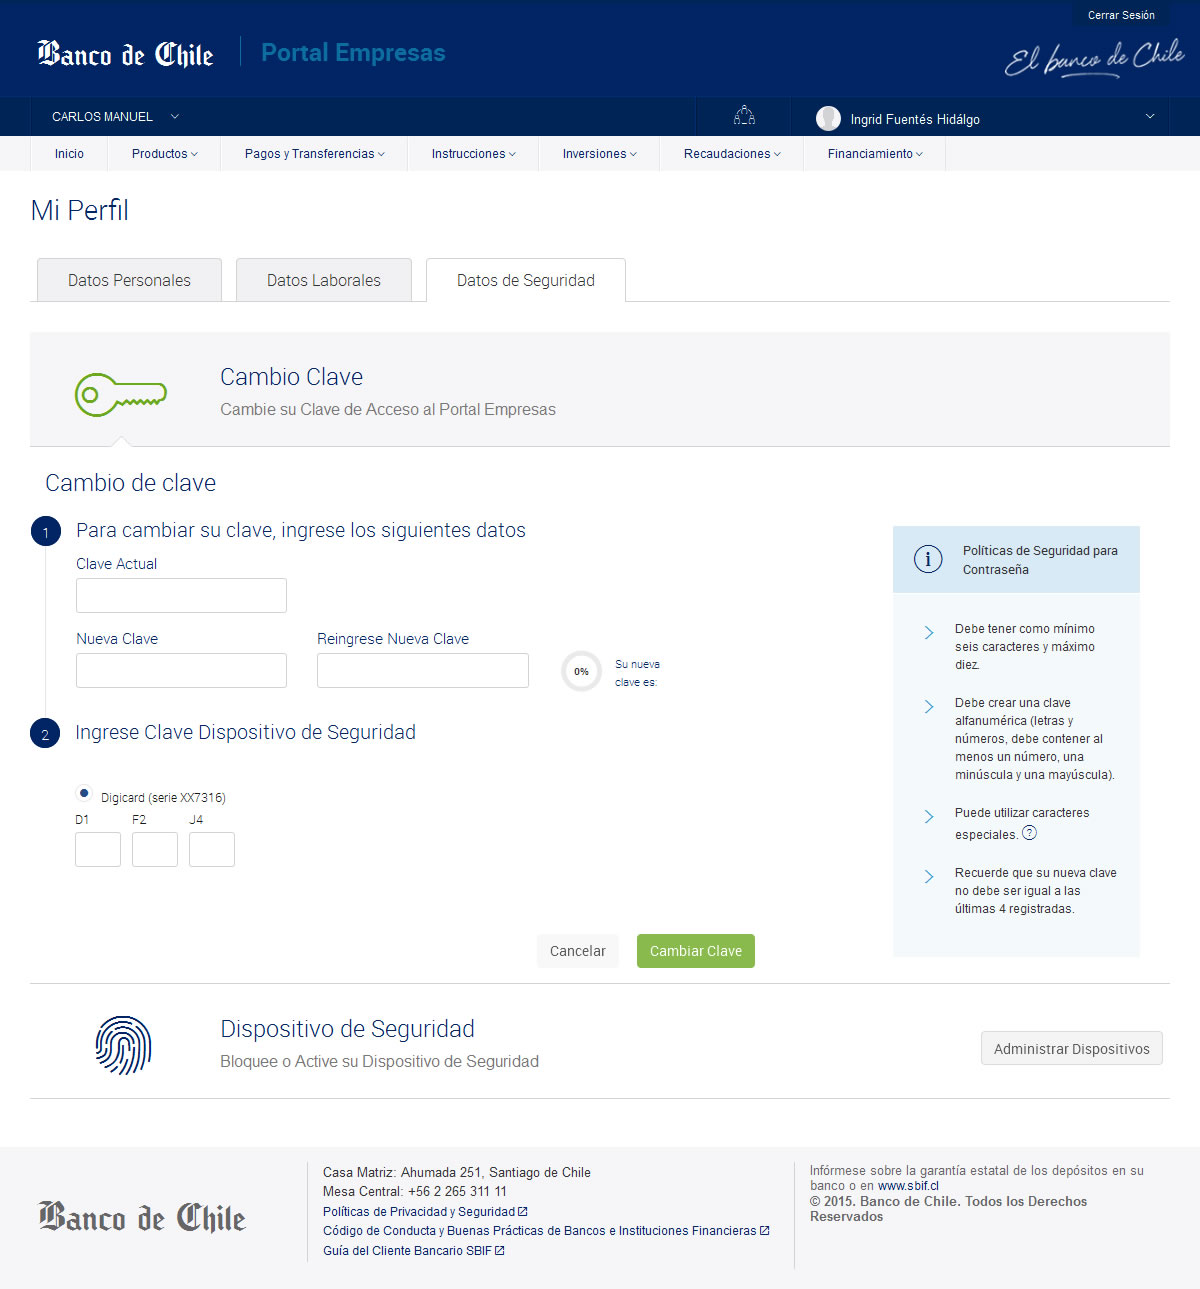 Cerrar Sesión
Banco de Chile
Portal Empresas
El banco de Chile
CARLOS MANUEL
Ingrid Fuentés Hidálgo
Inicio
Productos
Pagos y Transferencias
Instrucciones
Inversiones
Recaudaciones
Financiamiento
Mi Perfil
Datos Personales
Datos Laborales
Datos de Seguridad
Cambio Clave
Cambie su Clave de Acceso al Portal Empresas
Cambio de clave
1
Para cambiar su clave, ingrese los siguientes datos
Clave Actual
Nueva Clave
Reingrese Nueva Clave
0%
Su nueva
clave es:
2
Ingrese Clave Dispositivo de Seguridad
Digicard (serie XX7316)
D1
F2
J4
Cancelar
Cambiar Clave
i
Políticas de Seguridad para
Contraseña
Debe tener como mínimo
seis caracteres y máximo
diez.
Debe crear una clave
alfanumérica (letras y
números, debe contener al
menos un número, una
minúscula y una mayúscula).
Puede utilizar caracteres
especiales. ?
Recuerde que su nueva clave
no debe ser igual a las
últimas 4 registradas.
Dispositivo de Seguridad
Bloquee o Active su Dispositivo de Seguridad
Administrar Dispositivos
Banco de Chile
Casa Matriz: Ahumada 251, Santiago de Chile
Mesa Central: +56 2 265 311 11
Políticas de Privacidad y Seguridad
Código de Conducta y Buenas Prácticas de Bancos e Instituciones Financieras
Guía del Cliente Bancario SBIF
Infórmese sobre la garantía estatal de los depósitos en su
banco o en www.sbif.cl
© 2015. Banco de Chile. Todos los Derechos
Reservados